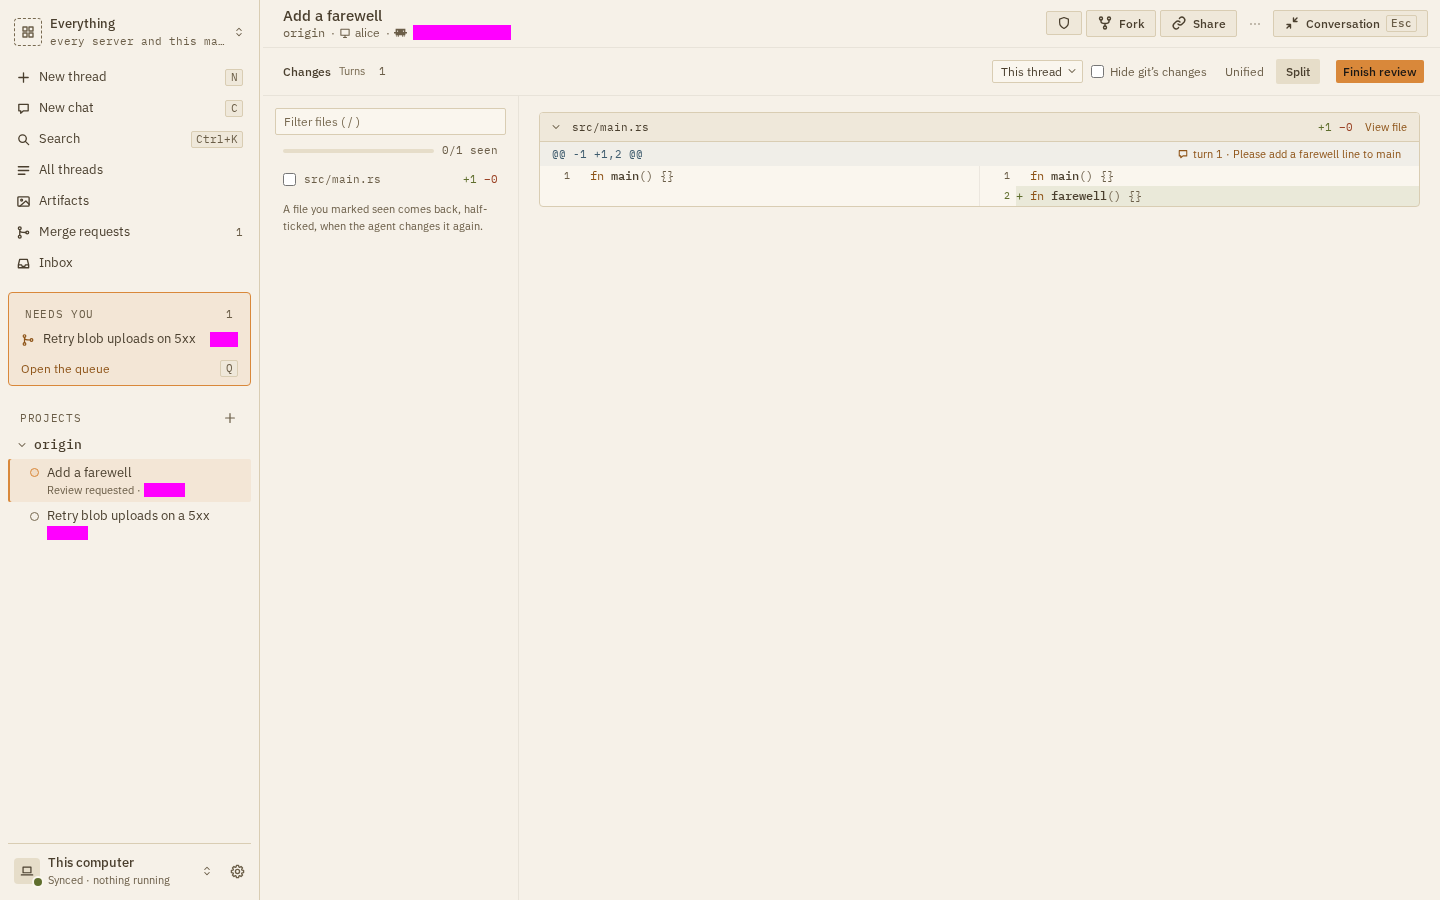 Everything
every server and this ma…
New thread N
New chat C
Search Ctrl+K
All threads
Artifacts
Merge requests 1
Inbox
NEEDS YOU 1
Retry blob uploads on 5xx
Open the queue Q
PROJECTS
origin
Add a farewell
Review requested ·
Retry blob uploads on a 5xx
This computer
Synced · nothing running
Add a farewell
origin · alice ·
Fork
Share
···
Conversation Esc
Changes Turns 1
This thread
Hide git's changes
Unified
Split
Finish review
Filter files (/)
0/1 seen
src/main.rs +1 −0
A file you marked seen comes back, half-
ticked, when the agent changes it again.
src/main.rs +1 −0 View file
@@ -1 +1,2 @@ turn 1 · Please add a farewell line to main
1 fn main() {} 1 fn main() {}
2 + fn farewell() {}